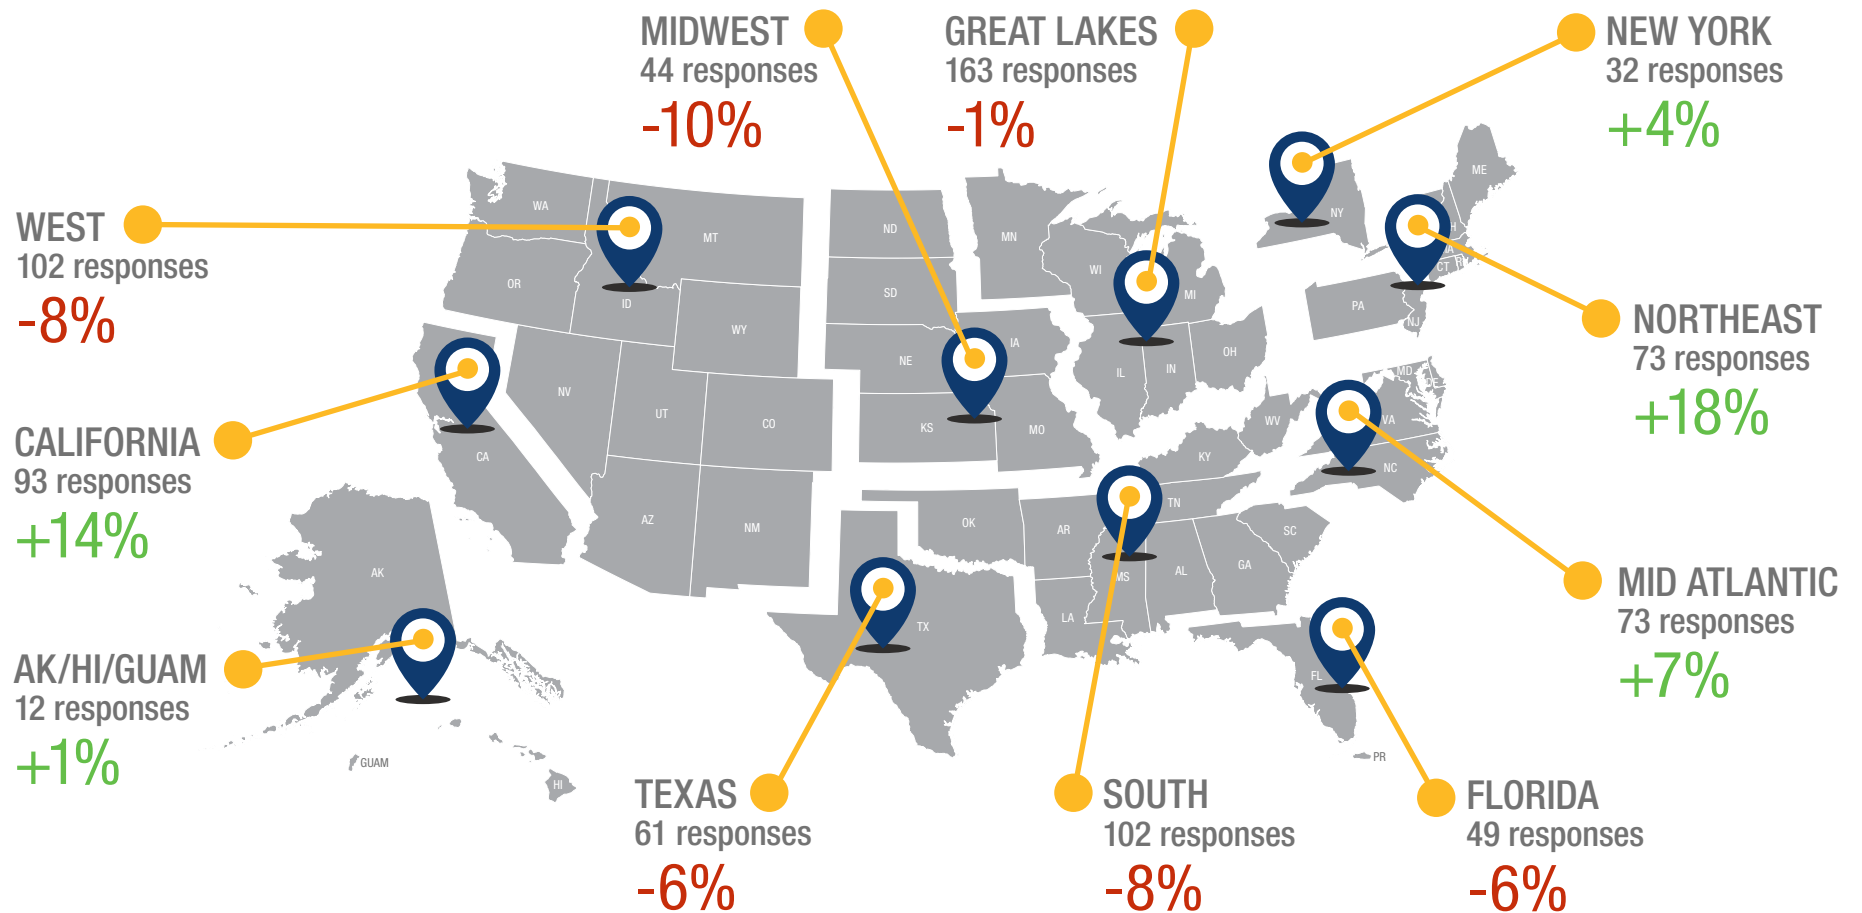 MIDWEST
44 responses
-10%
GREAT LAKES
163 responses
-1%
NEW YORK
32 responses
+4%
WEST
102 responses
-8%
NORTHEAST
73 responses
+18%
CALIFORNIA
93 responses
+14%
MID ATLANTIC
73 responses
+7%
AK/HI/GUAM
12 responses
+1%
TEXAS
61 responses
-6%
SOUTH
102 responses
-8%
FLORIDA
49 responses
-6%
WA
OR
ID
MT
WY
NV
UT
CO
CA
AZ
NM
ND
SD
NE
KS
MN
IA
MO
WI
MI
IL
IN
OH
NY
ME
CT
PA
NJ
MD
DE
WV
VA
NC
KY
TN
OK
AR
TX
LA
MS
AL
GA
SC
FL
AK
HI
GUAM
PR